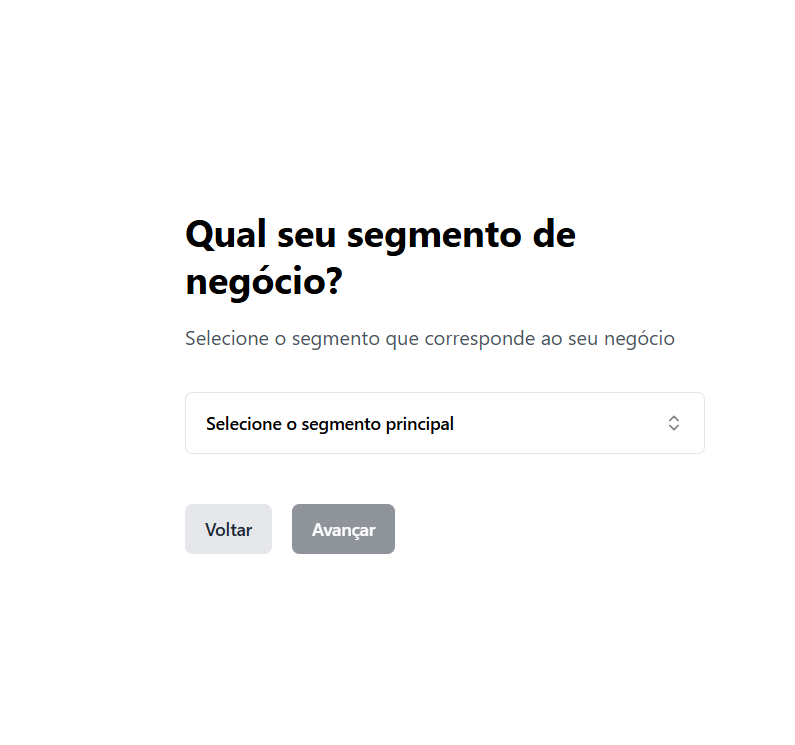 Qual seu segmento de
negócio?
Selecione o segmento que corresponde ao seu negócio
Selecione o segmento principal
Voltar
Avançar